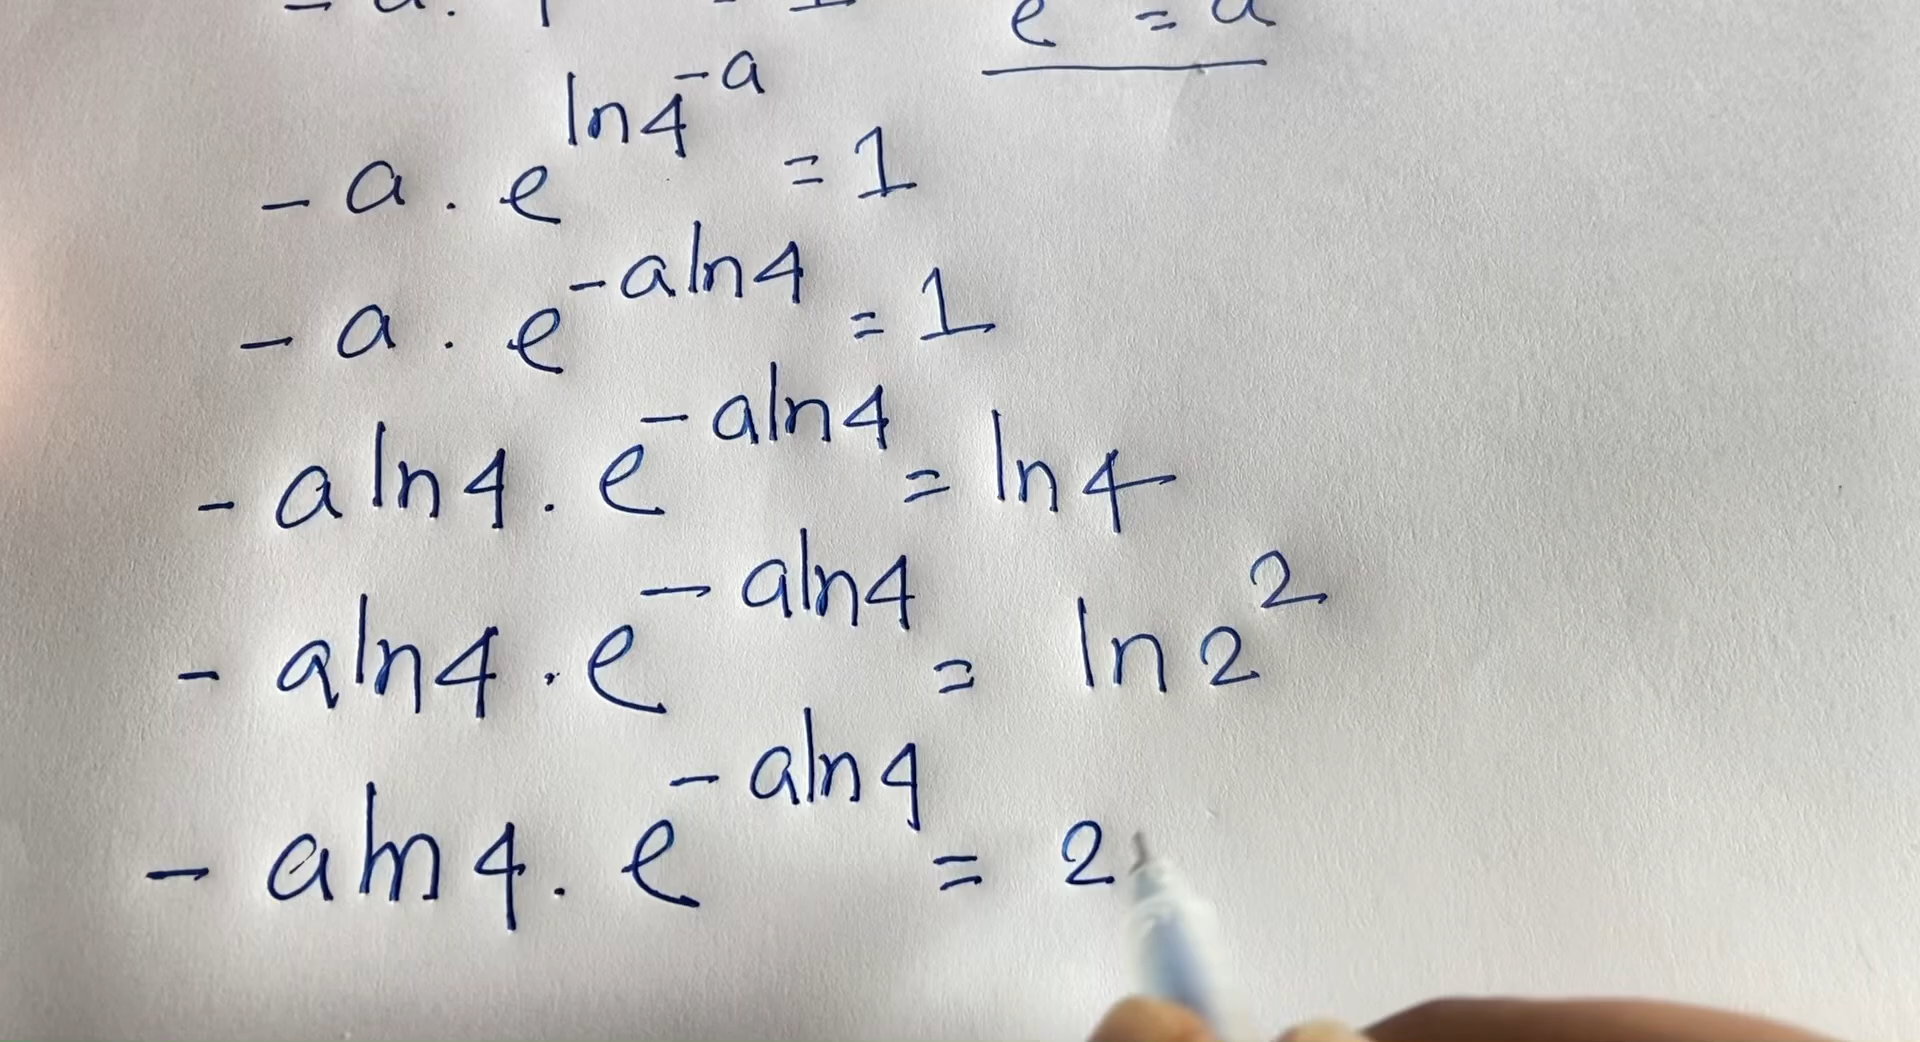 e = a
- a . e^{ln4^{-a}} = 1
- a . e^{-aln4} = 1
- aln4 . e^{-aln4} = ln4
- aln4 . e^{-aln4} = ln2^{2}
- aln4 . e^{-aln4} = 2